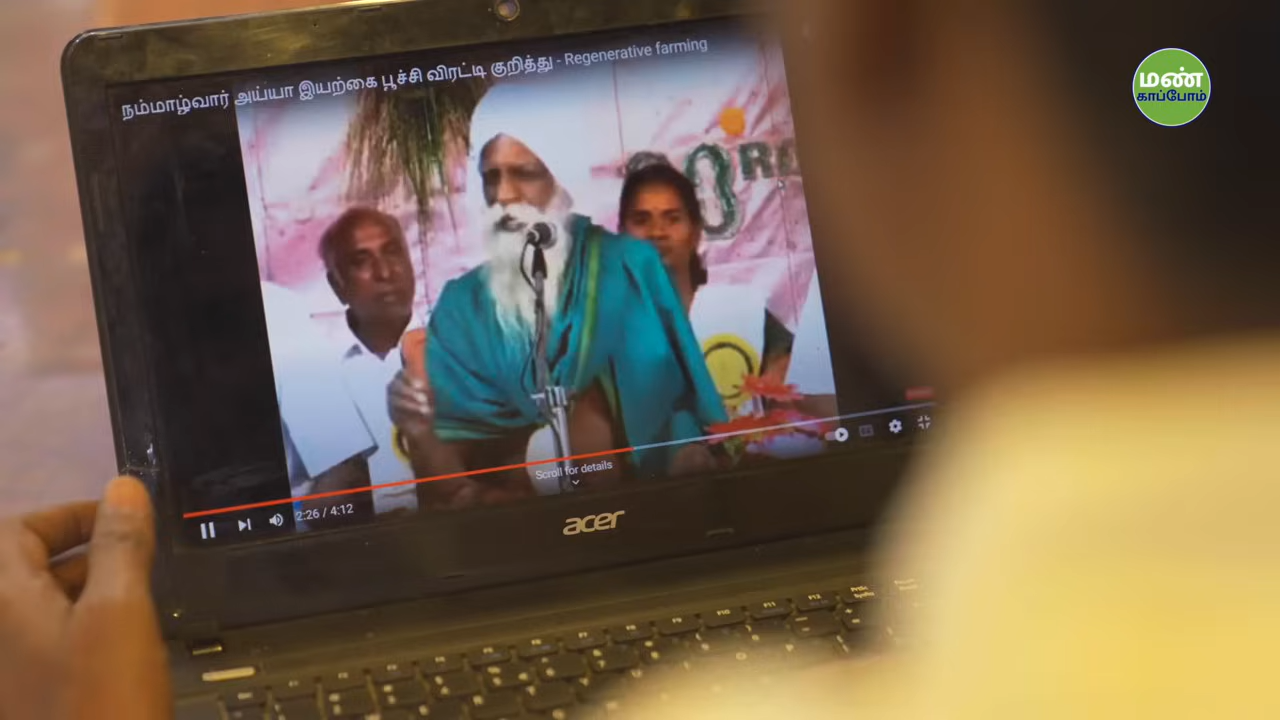 நம்மாழ்வார் அய்யா இயற்கை பூச்சி விரட்டி குறித்து - Regenerative farming
மண்
காப்போம்
Scroll for details
2:26 / 4:12
acer